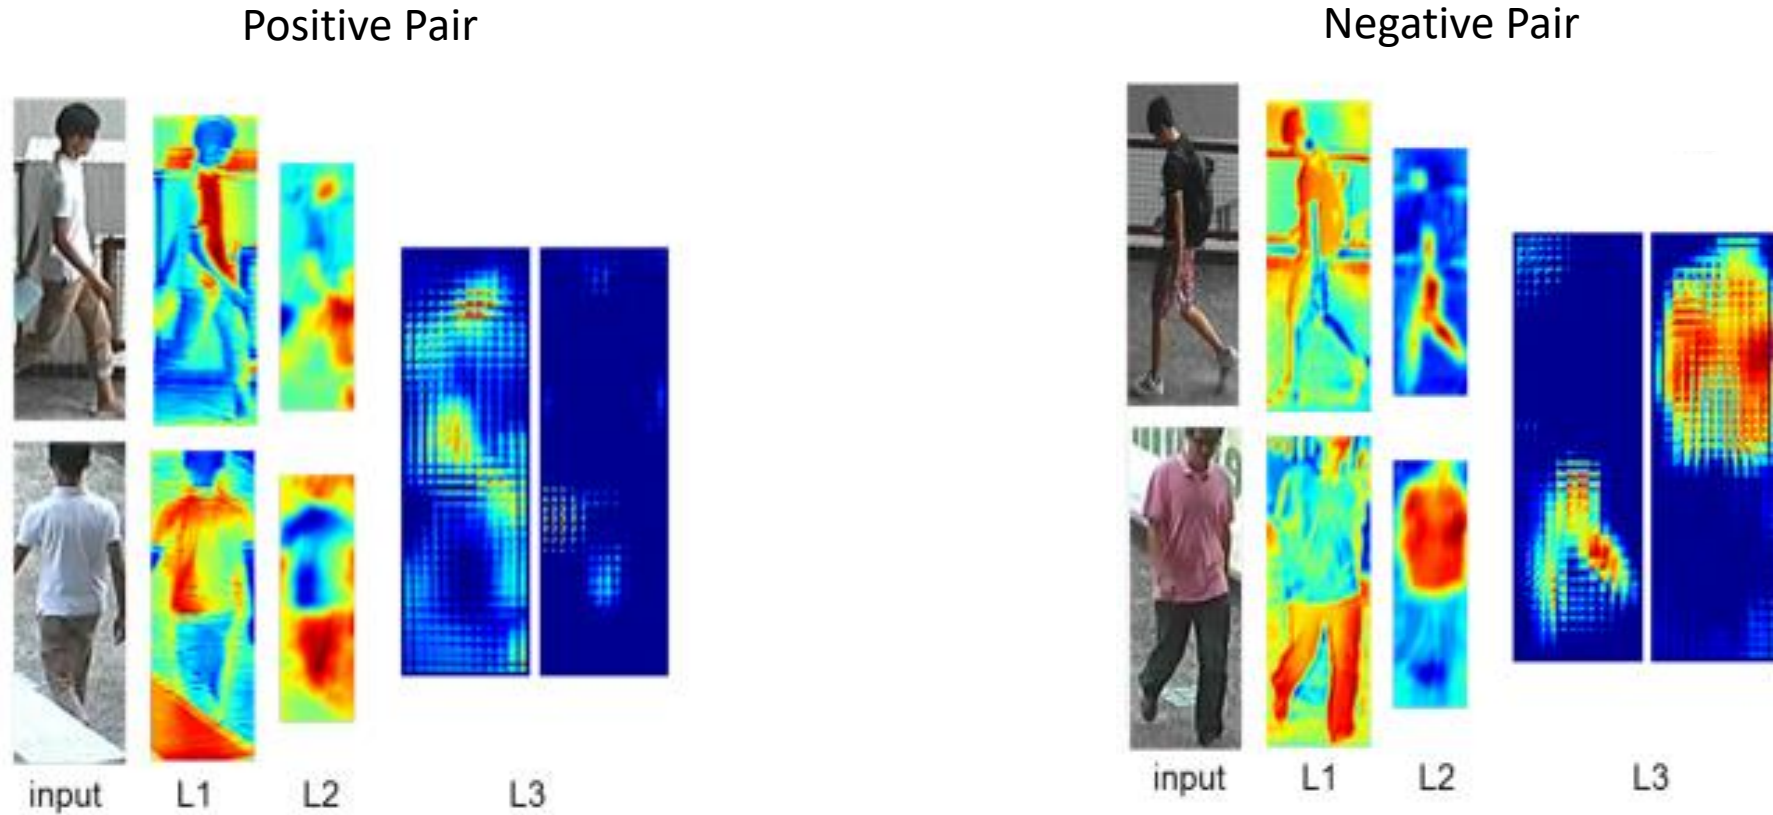 Positive Pair
Negative Pair
input L1 L2 L3
input L1 L2 L3